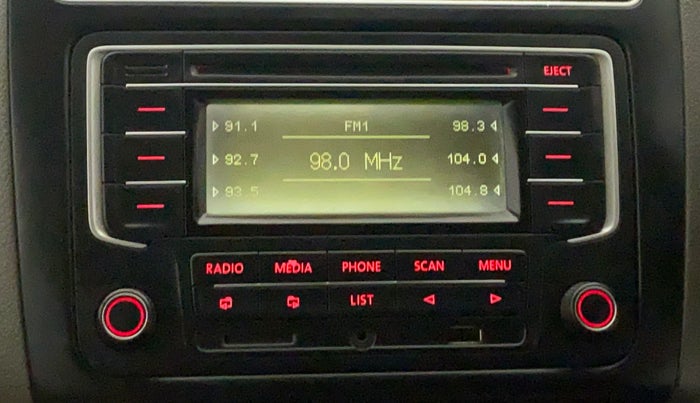 EJECT
91.1 FM1 98.3
92.7 98.0 MHz 104.0
93.5 104.8
RADIO MEDIA PHONE SCAN MENU
LIST